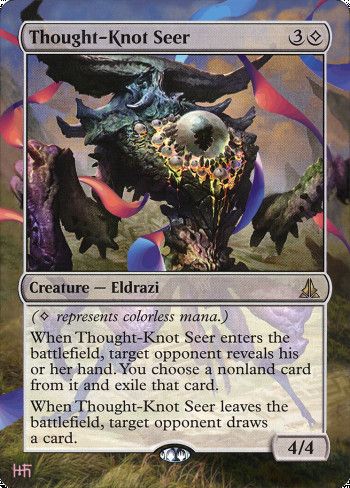 Thought-Knot Seer 3◇
Creature — Eldrazi
(◇ represents colorless mana.)
When Thought-Knot Seer enters the
battlefield, target opponent reveals his
or her hand. You choose a nonland card
from it and exile that card.
When Thought-Knot Seer leaves the
battlefield, target opponent draws
a card.
4/4